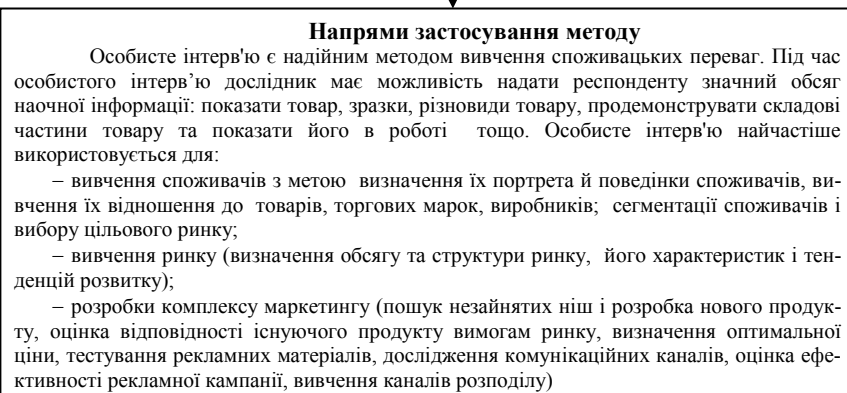 Напрями застосування методу
Особисте інтерв'ю є надійним методом вивчення споживацьких переваг. Під час
особистого інтерв’ю дослідник має можливість надати респонденту значний обсяг
наочної інформації: показати товар, зразки, різновиди товару, продемонструвати складові
частини товару та показати його в роботі тощо. Особисте інтерв'ю найчастіше
використовується для:
– вивчення споживачів з метою визначення їх портрета й поведінки споживачів, ви-
вчення їх відношення до товарів, торгових марок, виробників; сегментації споживачів і
вибору цільового ринку;
– вивчення ринку (визначення обсягу та структури ринку, його характеристик і тен-
денцій розвитку);
– розробки комплексу маркетингу (пошук незайнятих ніш і розробка нового продук-
ту, оцінка відповідності існуючого продукту вимогам ринку, визначення оптимальної
ціни, тестування рекламних матеріалів, дослідження комунікаційних каналів, оцінка ефе-
ктивності рекламної кампанії, вивчення каналів розподілу)